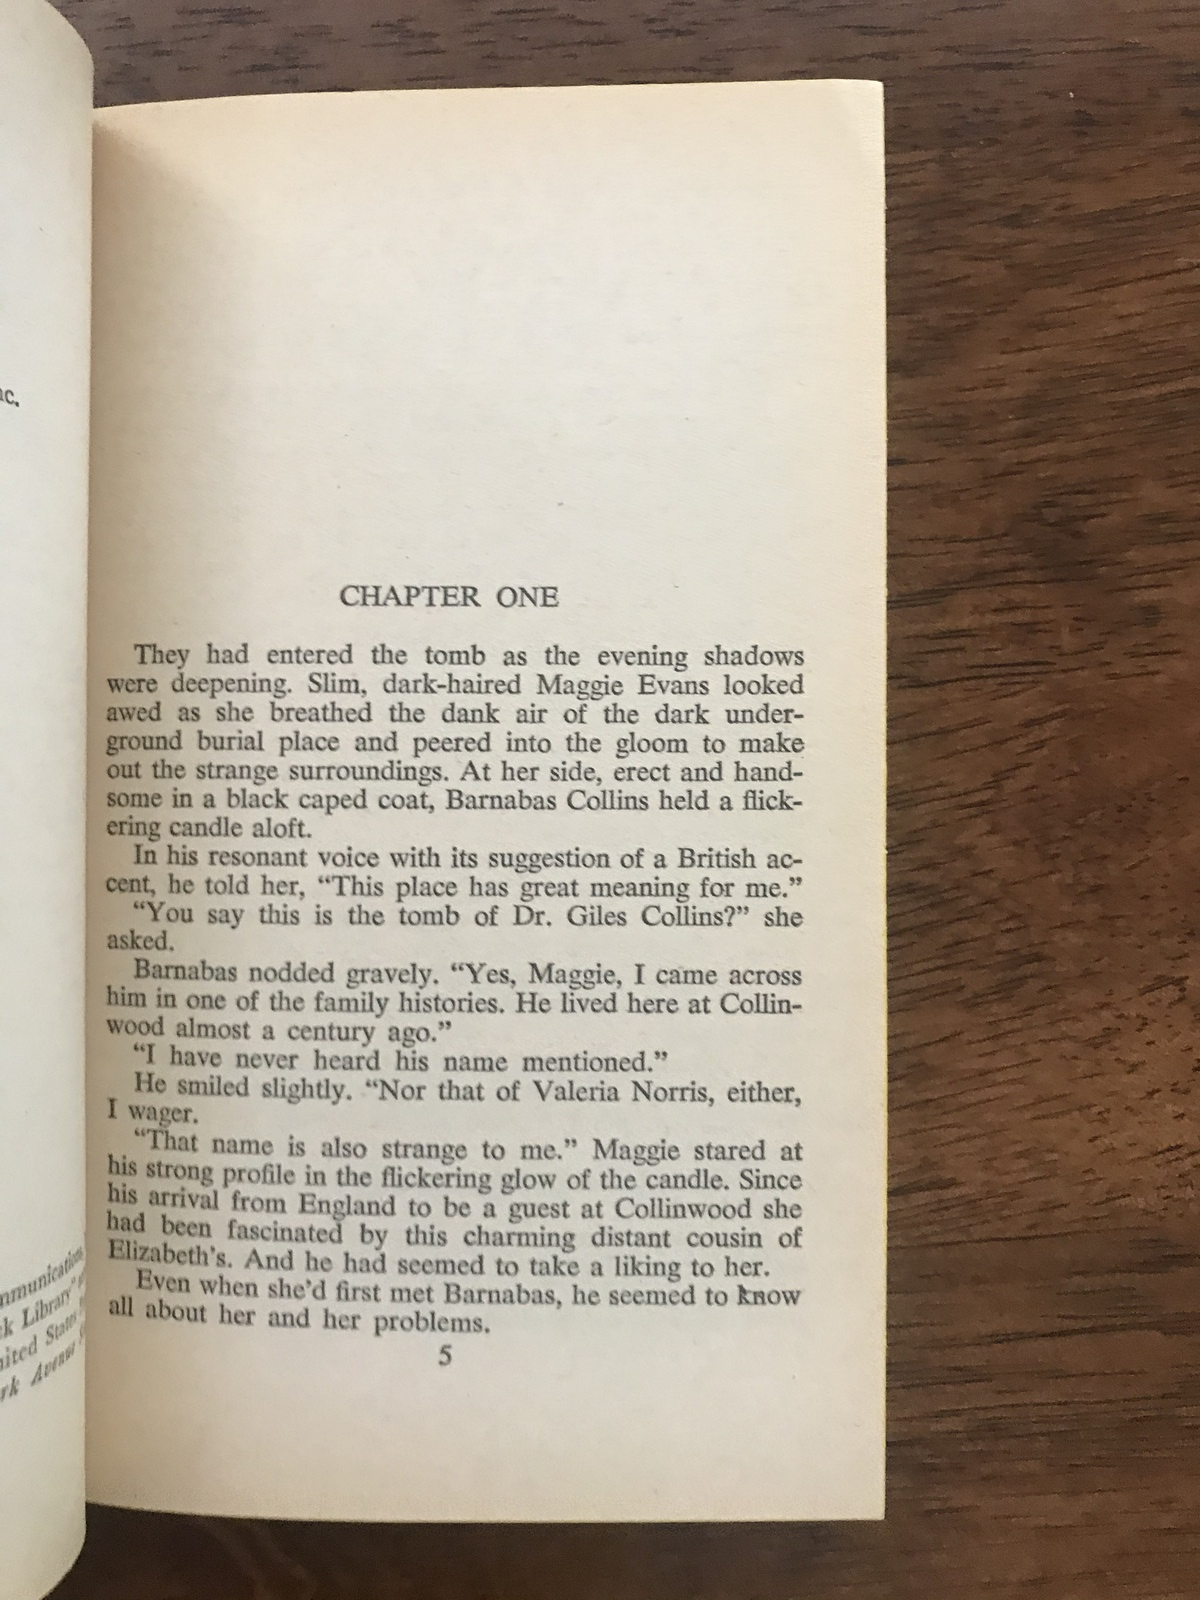 nc.
CHAPTER ONE
They had entered the tomb as the evening shadows
were deepening. Slim, dark-haired Maggie Evans looked
awed as she breathed the dank air of the dark under-
ground burial place and peered into the gloom to make
out the strange surroundings. At her side, erect and hand-
some in a black caped coat, Barnabas Collins held a flick-
ering candle aloft.
In his resonant voice with its suggestion of a British ac-
cent, he told her, “This place has great meaning for me.”
“You say this is the tomb of Dr. Giles Collins?” she
asked.
Barnabas nodded gravely. “Yes, Maggie, I came across
him in one of the family histories. He lived here at Collin-
wood almost a century ago.”
“I have never heard his name mentioned.”
He smiled slightly. “Nor that of Valeria Norris, either,
I wager.
“That name is also strange to me.” Maggie stared at
his strong profile in the flickering glow of the candle. Since
his arrival from England to be a guest at Collinwood she
had been fascinated by this charming distant cousin of
Elizabeth’s. And he had seemed to take a liking to her.
Even when she’d first met Barnabas, he seemed to know
all about her and her problems.
5
mmunications
k Library”
nited States
rk Avenue